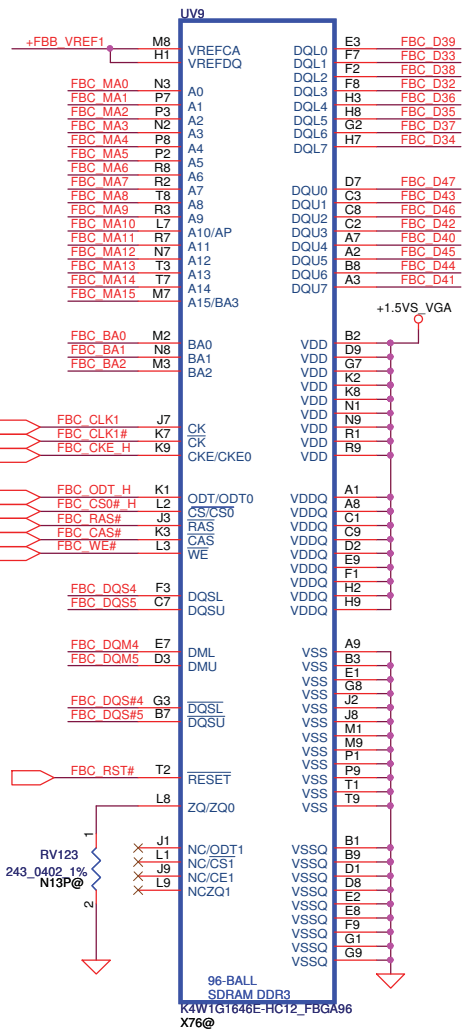 UV9
+FBB_VREF1 M8 VREFCA DQL0 E3 FBC_D39
H1 VREFDQ DQL1 F7 FBC_D33
DQL2 F2 FBC_D38
FBC_MA0 N3 A0 DQL3 F8 FBC_D32
FBC_MA1 P7 A1 DQL4 H3 FBC_D36
FBC_MA2 P3 A2 DQL5 H8 FBC_D35
FBC_MA3 N2 A3 DQL6 G2 FBC_D37
FBC_MA4 P8 A4 DQL7 H7 FBC_D34
FBC_MA5 P2 A5
FBC_MA6 R8 A6
FBC_MA7 R2 A7 DQU0 D7 FBC_D47
FBC_MA8 T8 A8 DQU1 C3 FBC_D43
FBC_MA9 R3 A9 DQU2 C8 FBC_D46
FBC_MA10 L7 A10/AP DQU3 C2 FBC_D42
FBC_MA11 R7 A11 DQU4 A7 FBC_D40
FBC_MA12 N7 A12 DQU5 A2 FBC_D45
FBC_MA13 T3 A13 DQU6 B8 FBC_D44
FBC_MA14 T7 A14 DQU7 A3 FBC_D41
FBC_MA15 M7 A15/BA3
+1.5VS_VGA
FBC_BA0 M2 BA0 VDD B2
FBC_BA1 N8 BA1 VDD D9
FBC_BA2 M3 BA2 VDD G7
VDD K2
VDD K8
VDD N1
FBC_CLK1 J7 CK VDD N9
FBC_CLK1# K7 CK VDD R1
FBC_CKE_H K9 CKE/CKE0 VDD R9
FBC_ODT_H K1 ODT/ODT0 VDDQ A1
FBC_CS0#_H L2 CS/CS0 VDDQ A8
FBC_RAS# J3 RAS VDDQ C1
FBC_CAS# K3 CAS VDDQ C9
FBC_WE# L3 WE VDDQ D2
VDDQ E9
VDDQ F1
FBC_DQS4 F3 DQSL VDDQ H2
FBC_DQS5 C7 DQSU VDDQ H9
FBC_DQM4 E7 DML VSS A9
FBC_DQM5 D3 DMU VSS B3
VSS E1
VSS G8
FBC_DQS#4 G3 DQSL VSS J2
FBC_DQS#5 B7 DQSU VSS J8
VSS M1
VSS M9
VSS P1
FBC_RST# T2 RESET VSS P9
VSS T1
L8 ZQ/ZQ0 VSS T9
1
J1 NC/ODT1 VSSQ B1
L1 NC/CS1 VSSQ B9
J9 NC/CE1 VSSQ D1
L9 NCZQ1 VSSQ D8
VSSQ E2
VSSQ E8
VSSQ F9
VSSQ G1
VSSQ G9
RV123
243_0402_1%
N13P@
2
96-BALL
SDRAM DDR3
K4W1G1646E-HC12_FBGA96
X76@